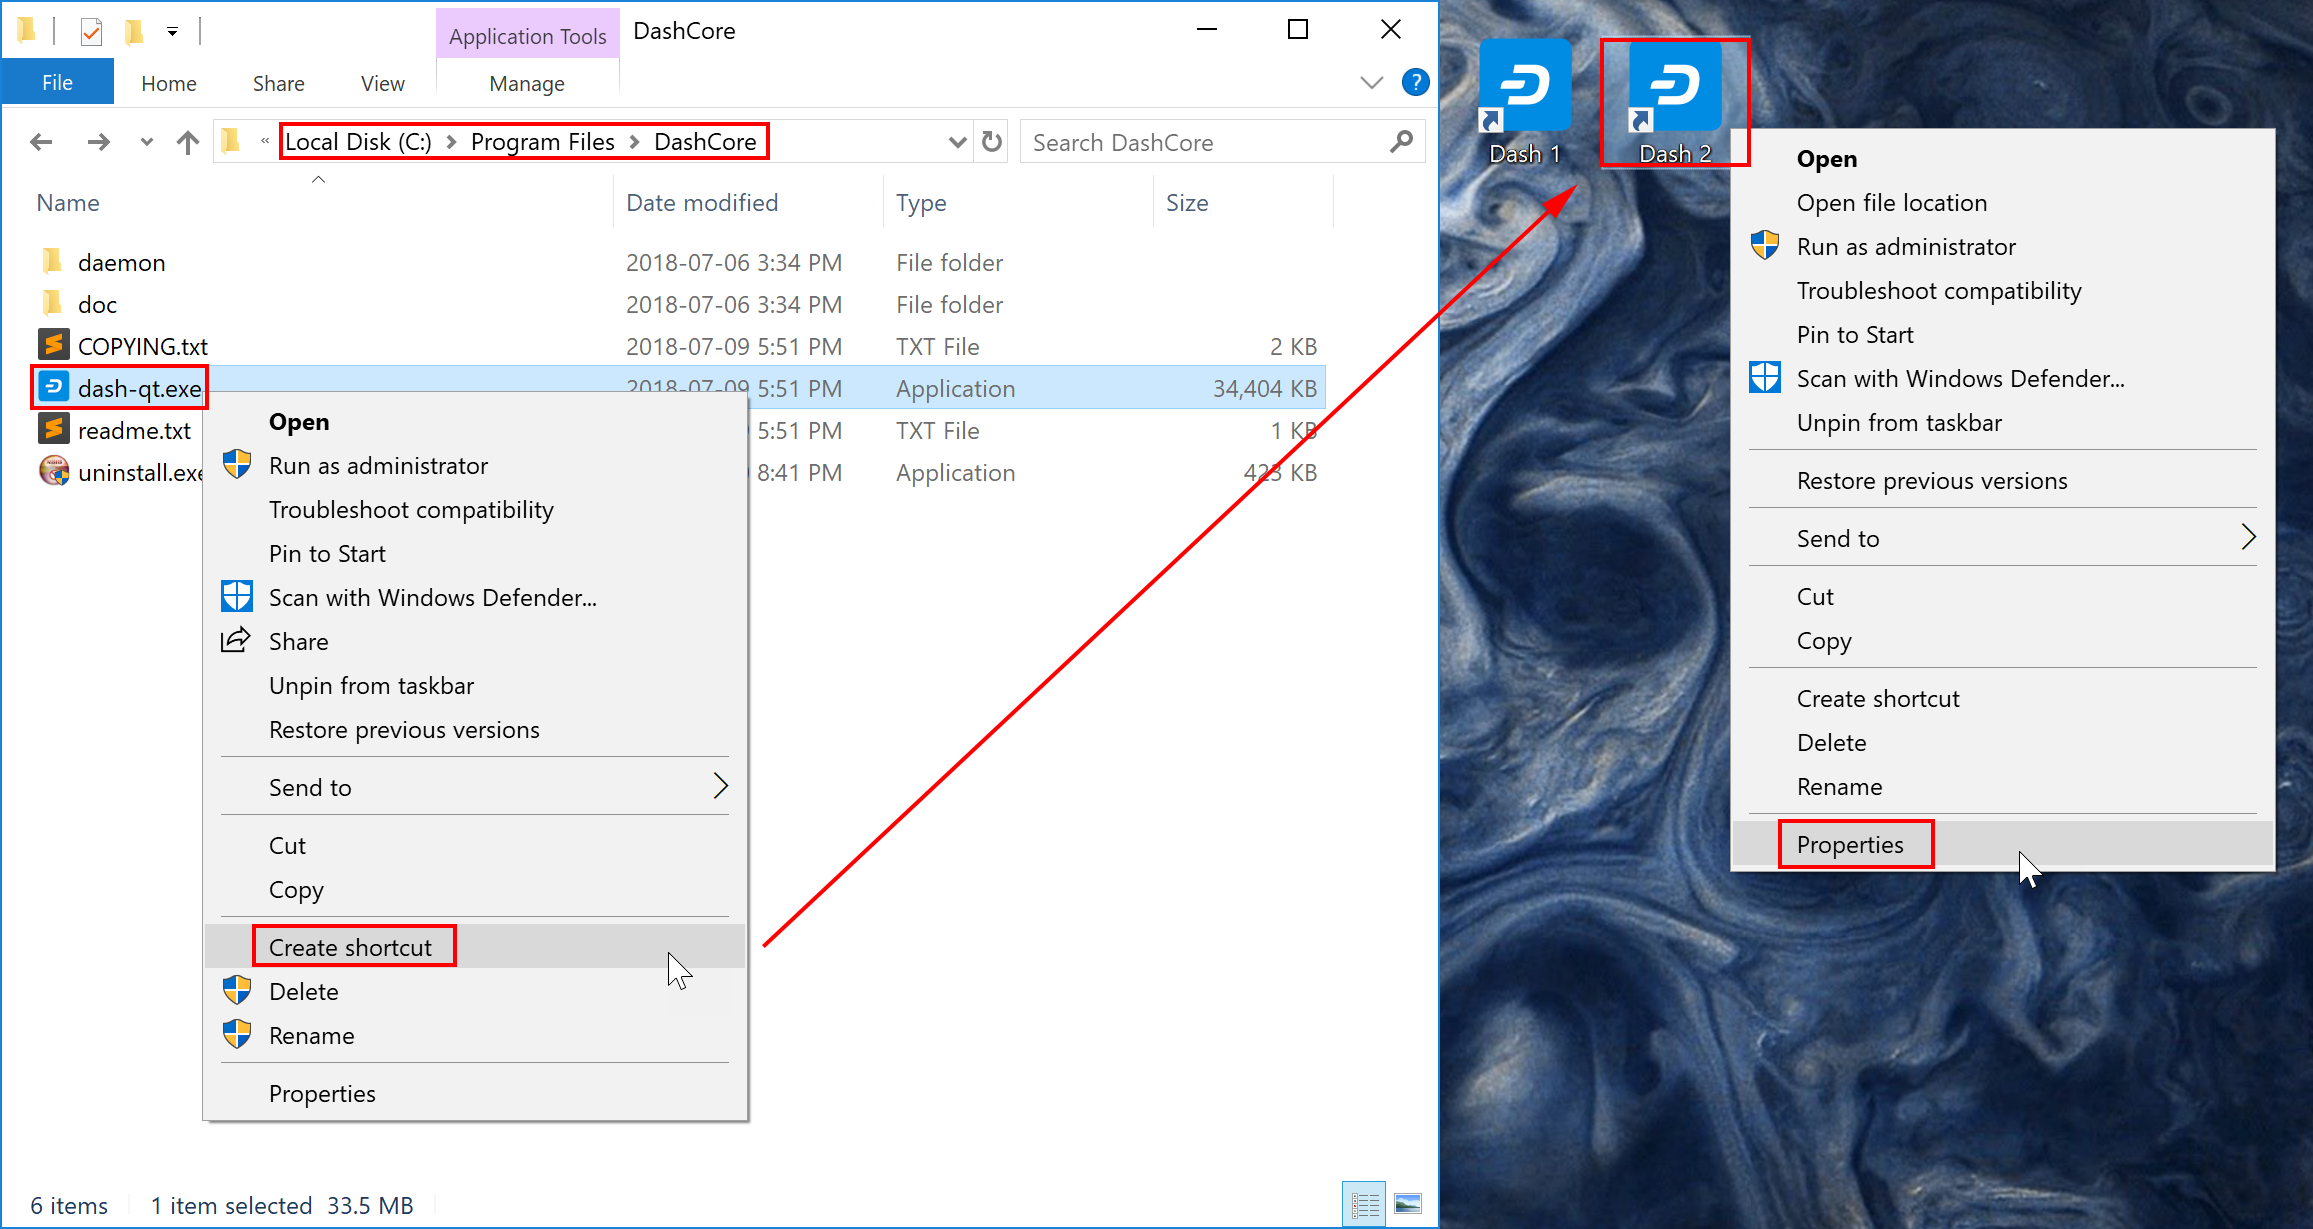 Application Tools
DashCore
File
Home
Share
View
Manage
?
« Local Disk (C:) > Program Files > DashCore
Search DashCore
Name
Date modified
Type
Size
daemon
2018-07-06 3:34 PM
File folder
doc
2018-07-06 3:34 PM
File folder
COPYING.txt
2018-07-09 5:51 PM
TXT File
2 KB
dash-qt.exe
2018-07-09 5:51 PM
Application
34,404 KB
readme.txt
5:51 PM
TXT File
1 KB
uninstall.exe
8:41 PM
Application
423 KB
Open
Run as administrator
Troubleshoot compatibility
Pin to Start
Scan with Windows Defender...
Share
Unpin from taskbar
Restore previous versions
Send to
Cut
Copy
Create shortcut
Delete
Rename
Properties
6 items
1 item selected 33.5 MB
Dash 1
Dash 2
Open
Open file location
Run as administrator
Troubleshoot compatibility
Pin to Start
Scan with Windows Defender...
Unpin from taskbar
Restore previous versions
Send to
Cut
Copy
Create shortcut
Delete
Rename
Properties